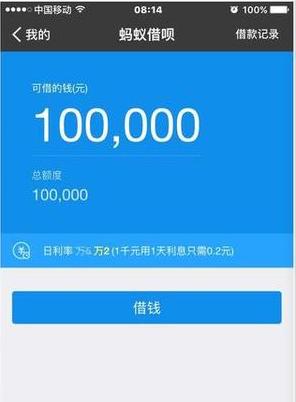 中国移动 08:14 100%
我的 蚂蚁借呗 借款记录
可借的钱(元)
100,000
总额度
100,000
日利率 万5 万2 (1千元用1天利息只需0.2元)
借钱